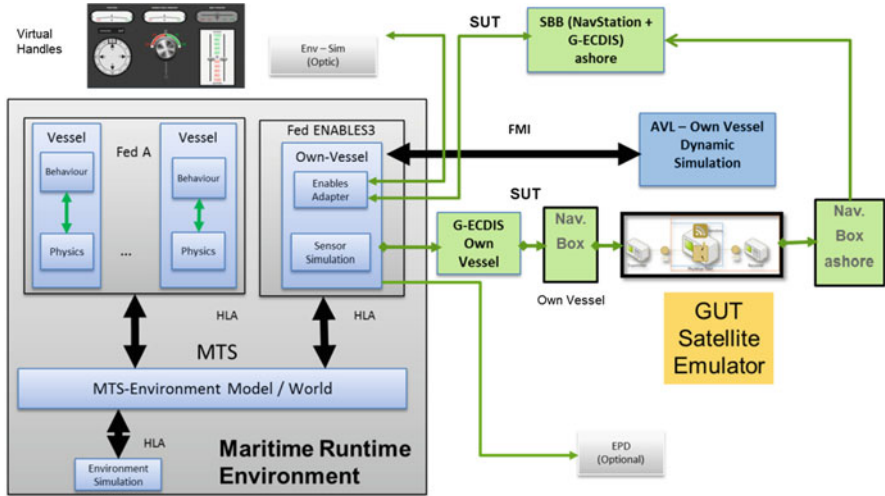 Virtual
Handles
Env – Sim
(Optic)
SUT
SBB (NavStation +
G-ECDIS)
ashore
Vessel
Fed A
Vessel
Behaviour
Behaviour
Physics
...
Physics
Fed ENABLES3
Own-Vessel
Enables
Adapter
Sensor
Simulation
FMI
AVL – Own Vessel
Dynamic
Simulation
SUT
G-ECDIS
Own
Vessel
Nav.
Box
Own Vessel
Nav.
Box
ashore
GUT
Satellite
Emulator
HLA
HLA
MTS
MTS-Environment Model / World
HLA
Environment
Simulation
Maritime Runtime
Environment
EPD
(Optional)